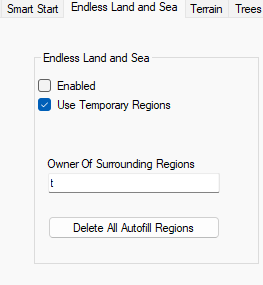 Smart Start Endless Land and Sea Terrain Trees
Endless Land and Sea
Enabled
Use Temporary Regions
Owner Of Surrounding Regions
t
Delete All Autofill Regions